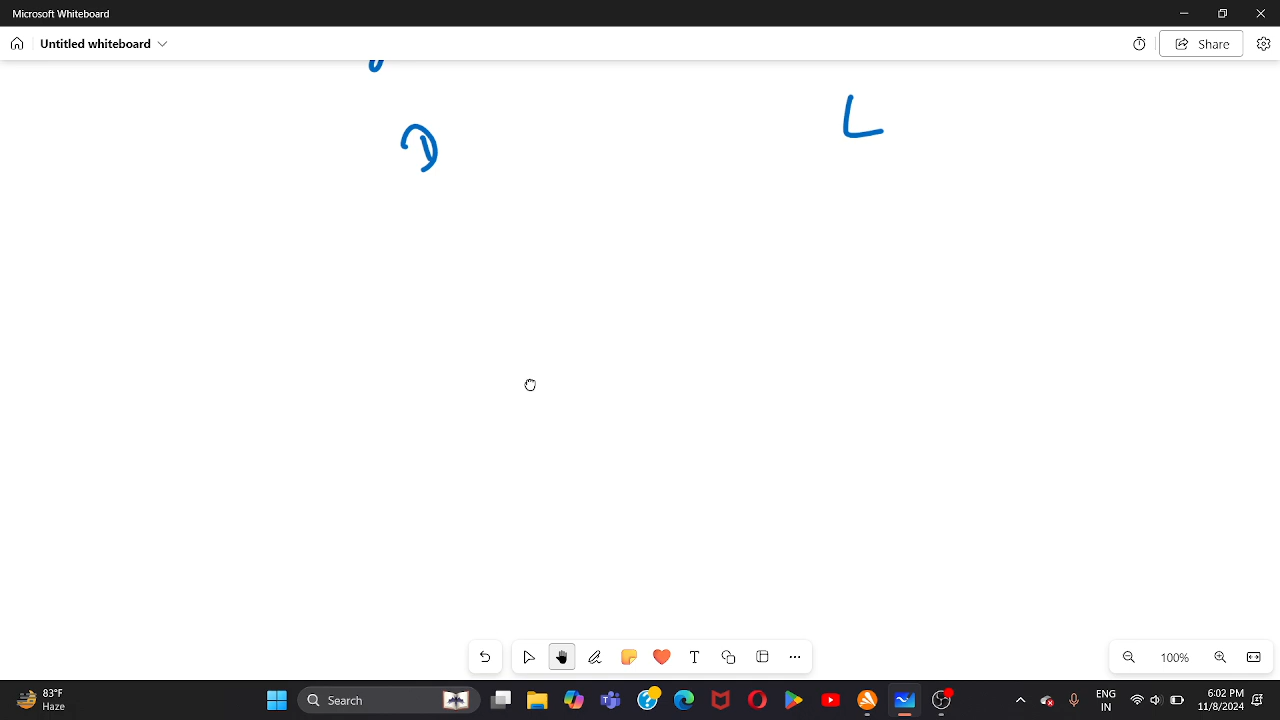 Microsoft Whiteboard
Untitled whiteboard
Share
L
D
100%
83°F
Haze
Search
ENG
IN
6:02 PM
11/8/2024